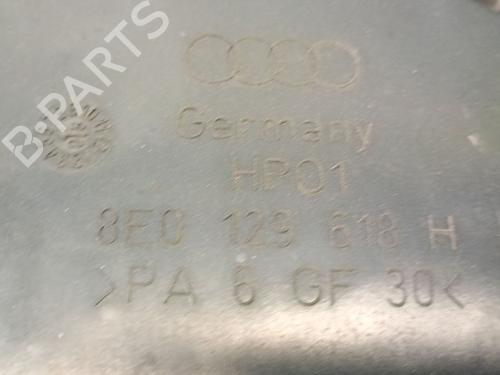 B-PARTS
Germany
HP01
8E0 129 618 H
>PA 6 GF 30<